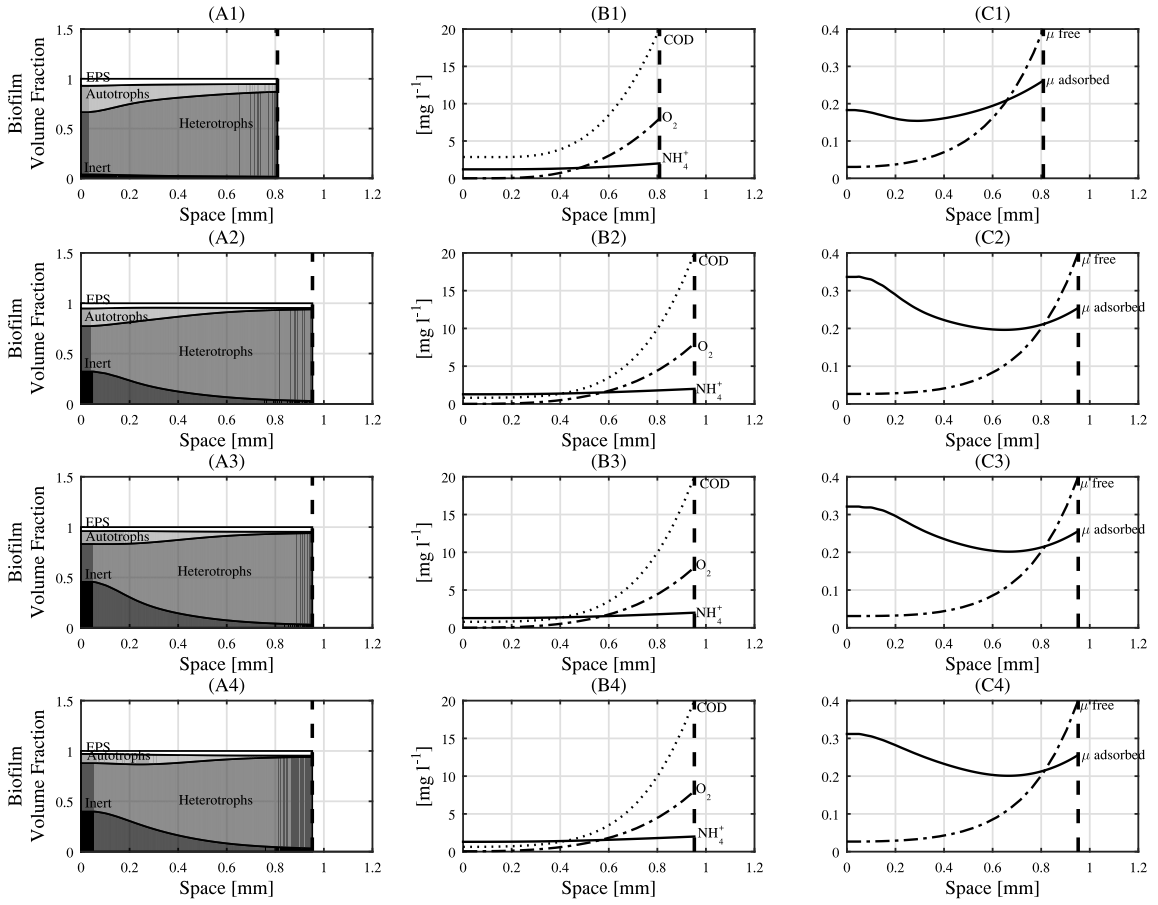 (A1) (B1) (C1)
Biofilm
Volume Fraction
1.5
1
0.5
0
EPS
Autotrophs
Heterotrophs
Inert
0 0.2 0.4 0.6 0.8 1 1.2
Space [mm]
[mg l⁻¹]
20
15
10
5
0
COD
O₂
NH₄⁺
0 0.2 0.4 0.6 0.8 1 1.2
Space [mm]
0.4
0.3
0.2
0.1
0
μ free
μ adsorbed
0 0.2 0.4 0.6 0.8 1 1.2
Space [mm]
(A2) (B2) (C2)
Biofilm
Volume Fraction
1.5
1
0.5
0
EPS
Autotrophs
Heterotrophs
Inert
0 0.2 0.4 0.6 0.8 1 1.2
Space [mm]
[mg l⁻¹]
20
15
10
5
0
COD
O₂
NH₄⁺
0 0.2 0.4 0.6 0.8 1 1.2
Space [mm]
0.4
0.3
0.2
0.1
0
μ free
μ adsorbed
0 0.2 0.4 0.6 0.8 1 1.2
Space [mm]
(A3) (B3) (C3)
Biofilm
Volume Fraction
1.5
1
0.5
0
EPS
Autotrophs
Heterotrophs
Inert
0 0.2 0.4 0.6 0.8 1 1.2
Space [mm]
[mg l⁻¹]
20
15
10
5
0
COD
O₂
NH₄⁺
0 0.2 0.4 0.6 0.8 1 1.2
Space [mm]
0.4
0.3
0.2
0.1
0
μ free
μ adsorbed
0 0.2 0.4 0.6 0.8 1 1.2
Space [mm]
(A4) (B4) (C4)
Biofilm
Volume Fraction
1.5
1
0.5
0
EPS
Autotrophs
Heterotrophs
Inert
0 0.2 0.4 0.6 0.8 1 1.2
Space [mm]
[mg l⁻¹]
20
15
10
5
0
COD
O₂
NH₄⁺
0 0.2 0.4 0.6 0.8 1 1.2
Space [mm]
0.4
0.3
0.2
0.1
0
μ free
μ adsorbed
0 0.2 0.4 0.6 0.8 1 1.2
Space [mm]